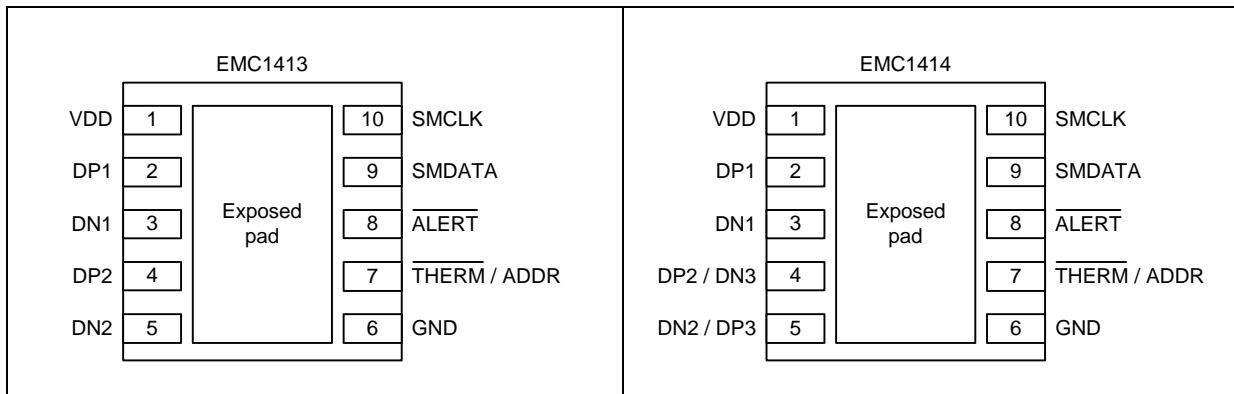 EMC1413
VDD 1 10 SMCLK
DP1 2 9 SMDATA
DN1 3 8 ALERT
DP2 4 7 THERM / ADDR
DN2 5 6 GND
Exposed
pad
EMC1414
VDD 1 10 SMCLK
DP1 2 9 SMDATA
DN1 3 8 ALERT
DP2 / DN3 4 7 THERM / ADDR
DN2 / DP3 5 6 GND
Exposed
pad